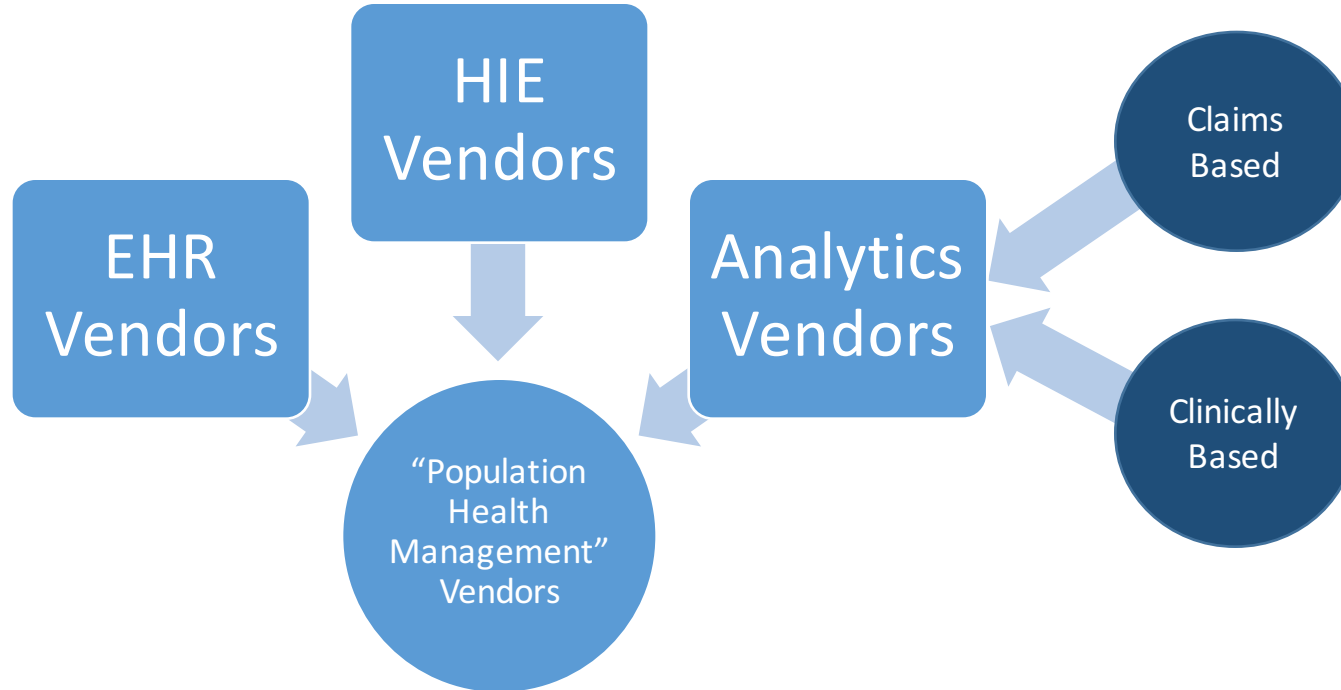 HIE
Vendors
EHR
Vendors
Analytics
Vendors
Claims
Based
Clinically
Based
“Population
Health
Management”
Vendors